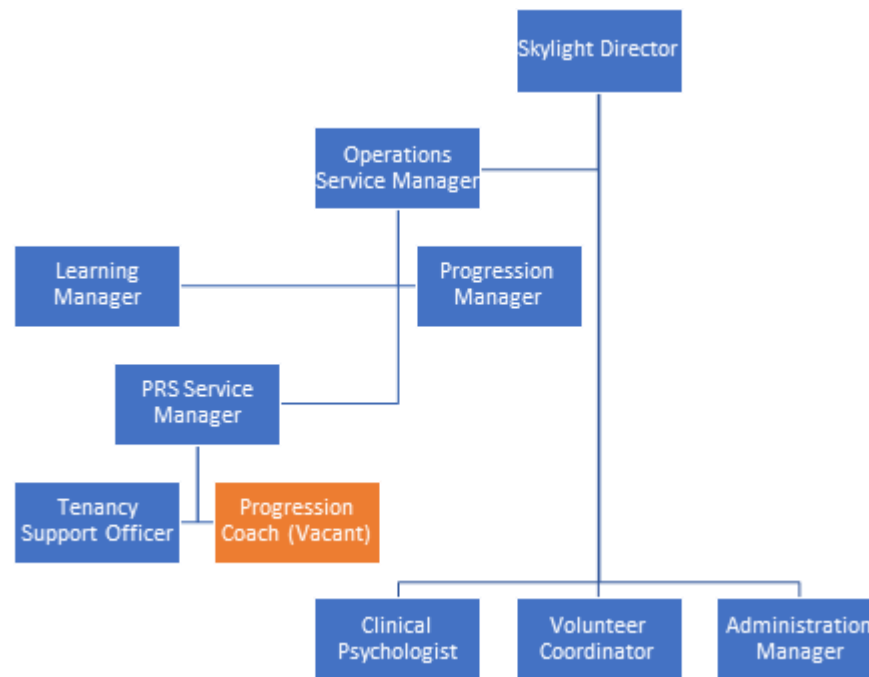 Skylight Director
Operations
Service Manager
Learning
Manager
Progression
Manager
PRS Service
Manager
Tenancy
Support Officer
Progression
Coach (Vacant)
Clinical
Psychologist
Volunteer
Coordinator
Administration
Manager